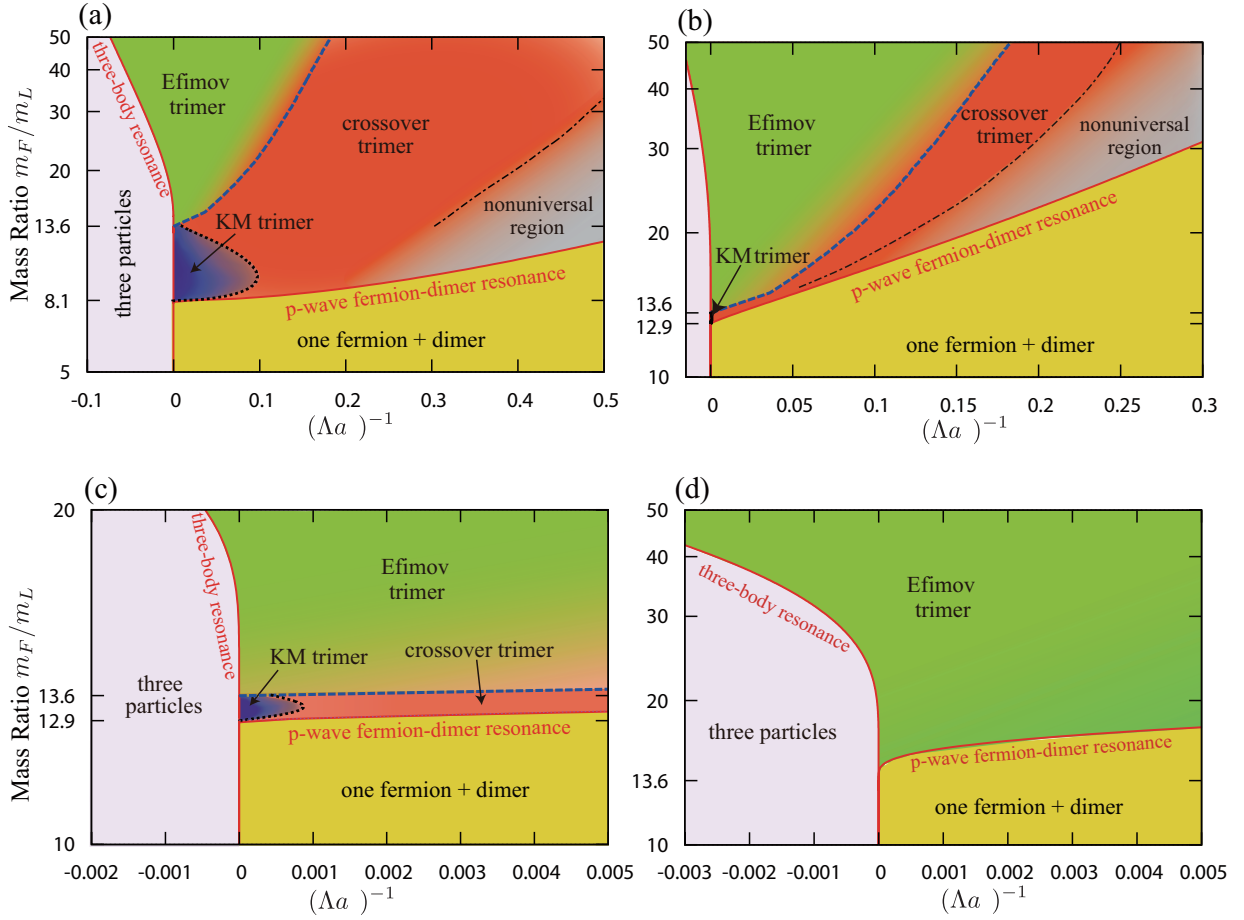 (a)
50
40
30
20
13.6
8.1
5
Mass Ratio m_F/m_L
three-body resonance
Efimov
trimer
crossover
trimer
three particles
KM trimer
nonuniversal
region
p-wave fermion-dimer resonance
one fermion + dimer
-0.1 0 0.1 0.2 0.3 0.4 0.5
(Λa )⁻¹
(b)
50
40
30
20
13.6
12.9
10
Efimov
trimer
crossover
trimer
nonuniversal
region
KM trimer
p-wave fermion-dimer resonance
one fermion + dimer
0 0.05 0.10 0.15 0.20 0.25 0.3
(Λa )⁻¹
(c)
20
13.6
12.9
10
Mass Ratio m_F/m_L
three-body resonance
Efimov
trimer
KM trimer
crossover trimer
three
particles
p-wave fermion-dimer resonance
one fermion + dimer
-0.002 -0.001 0 0.001 0.002 0.003 0.004 0.005
(Λa )⁻¹
(d)
50
40
30
20
13.6
10
three-body resonance
Efimov
trimer
three particles
p-wave fermion-dimer resonance
one fermion + dimer
-0.003 -0.002 -0.001 0 0.001 0.002 0.003 0.004 0.005
(Λa )⁻¹